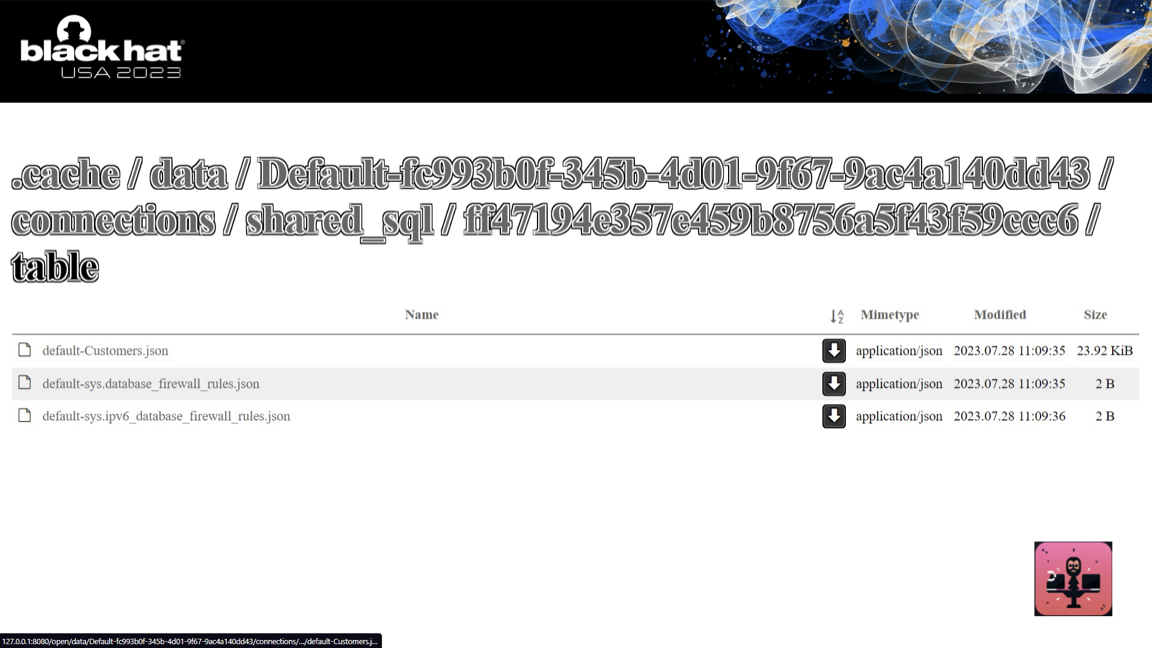 black hat
USA 2023
.cache / data / Default-fc993b0f-345b-4d01-9f67-9ac4a140dd43 /
connections / shared_sql / ff47194e357e459b8756a5f43f59ccc6 /
table
Name Mimetype Modified Size
default-Customers.json application/json 2023.07.28 11:09:35 23.92 KiB
default-sys.database_firewall_rules.json application/json 2023.07.28 11:09:35 2 B
default-sys.ipv6_database_firewall_rules.json application/json 2023.07.28 11:09:36 2 B
127.0.0.1:8080/open/data/Default-fc993b0f-345b-4d01-9f67-9ac4a140dd43/connections/.../default-Customers.j...